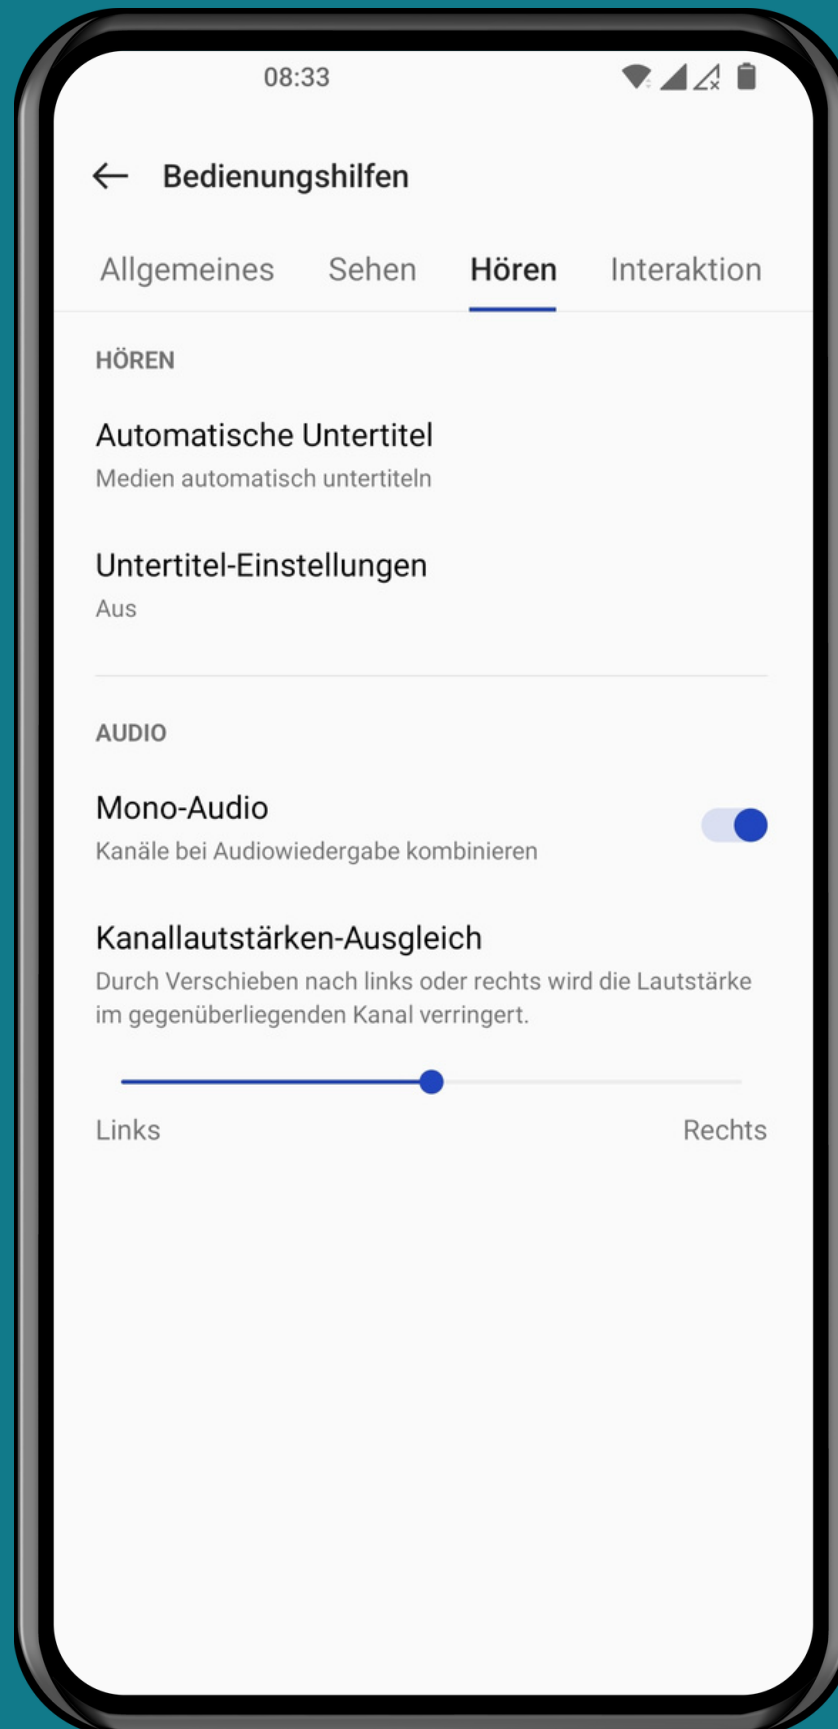 08:33
Bedienungshilfen
Allgemeines Sehen Hören Interaktion
HÖREN
Automatische Untertitel
Medien automatisch untertiteln
Untertitel-Einstellungen
Aus
AUDIO
Mono-Audio
Kanäle bei Audiowiedergabe kombinieren
Kanallautstärken-Ausgleich
Durch Verschieben nach links oder rechts wird die Lautstärke
im gegenüberliegenden Kanal verringert.
Links Rechts